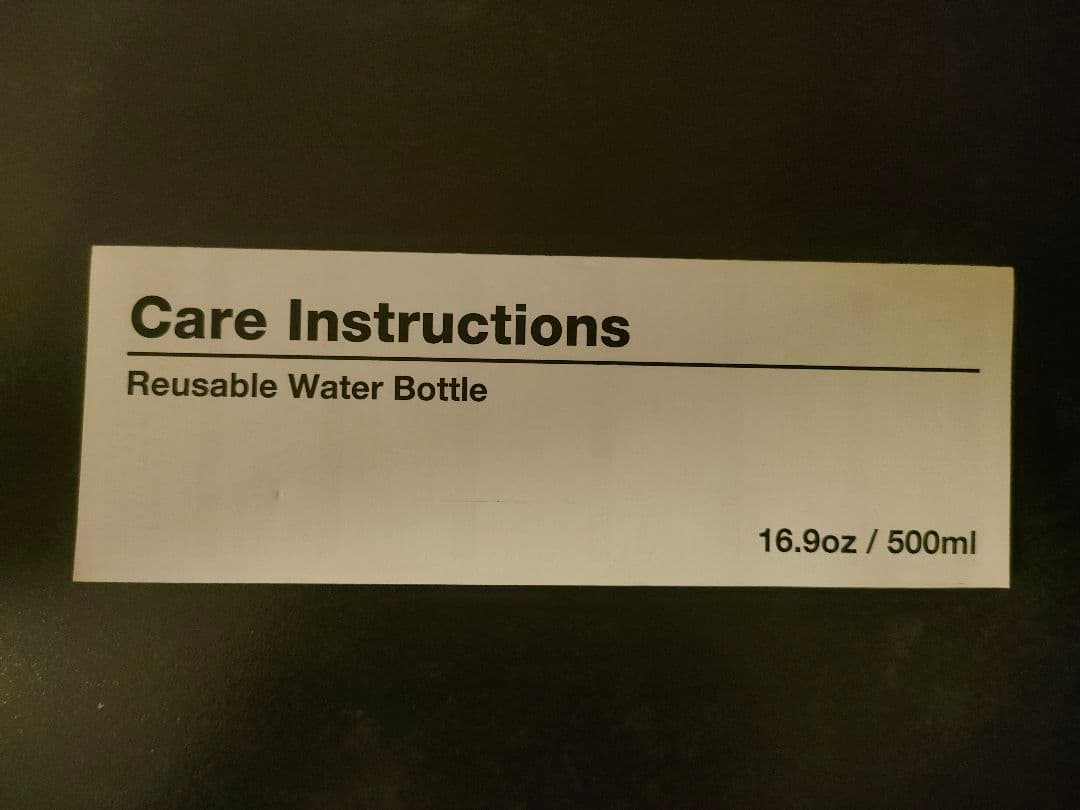 Care Instructions
Reusable Water Bottle
16.9oz / 500ml